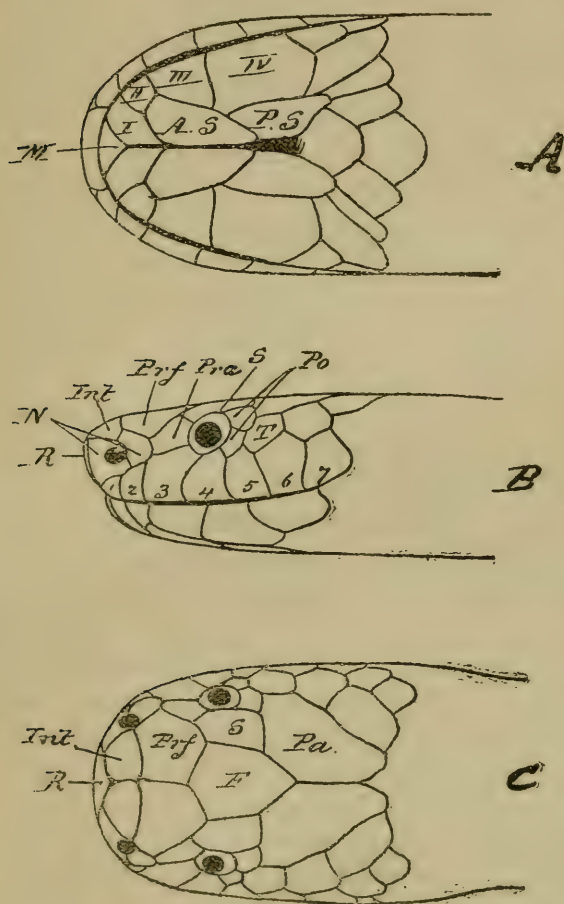 II III IV
I A.S P.S
M
A
Prf Pra S Po
Int
N
R T
1 2 3 4 5 6 7
B
S
Int Prf Pa.
R F
C